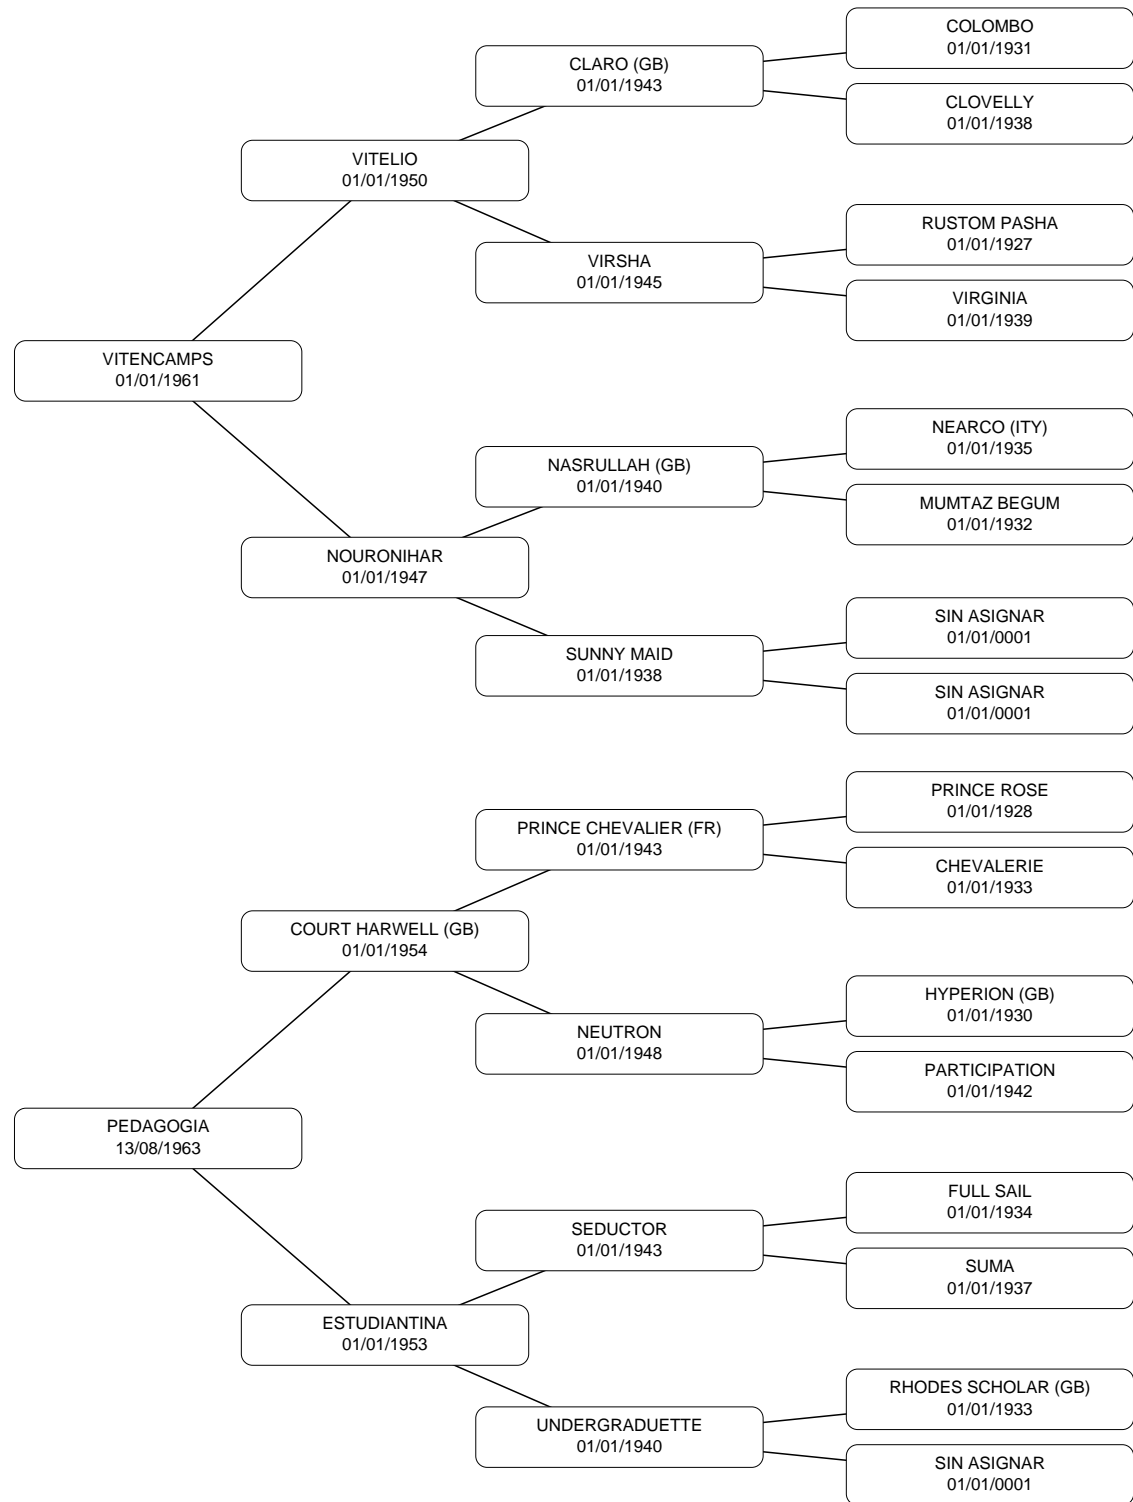 COLOMBO
01/01/1931
CLARO (GB)
01/01/1943
CLOVELLY
01/01/1938
VITELIO
01/01/1950
RUSTOM PASHA
01/01/1927
VIRSHA
01/01/1945
VIRGINIA
01/01/1939
VITENCAMPS
01/01/1961
NEARCO (ITY)
01/01/1935
NASRULLAH (GB)
01/01/1940
MUMTAZ BEGUM
01/01/1932
NOURONIHAR
01/01/1947
SIN ASIGNAR
01/01/0001
SUNNY MAID
01/01/1938
SIN ASIGNAR
01/01/0001
PRINCE ROSE
01/01/1928
PRINCE CHEVALIER (FR)
01/01/1943
CHEVALERIE
01/01/1933
COURT HARWELL (GB)
01/01/1954
HYPERION (GB)
01/01/1930
NEUTRON
01/01/1948
PARTICIPATION
01/01/1942
PEDAGOGIA
13/08/1963
FULL SAIL
01/01/1934
SEDUCTOR
01/01/1943
SUMA
01/01/1937
ESTUDIANTINA
01/01/1953
RHODES SCHOLAR (GB)
01/01/1933
UNDERGRADUETTE
01/01/1940
SIN ASIGNAR
01/01/0001